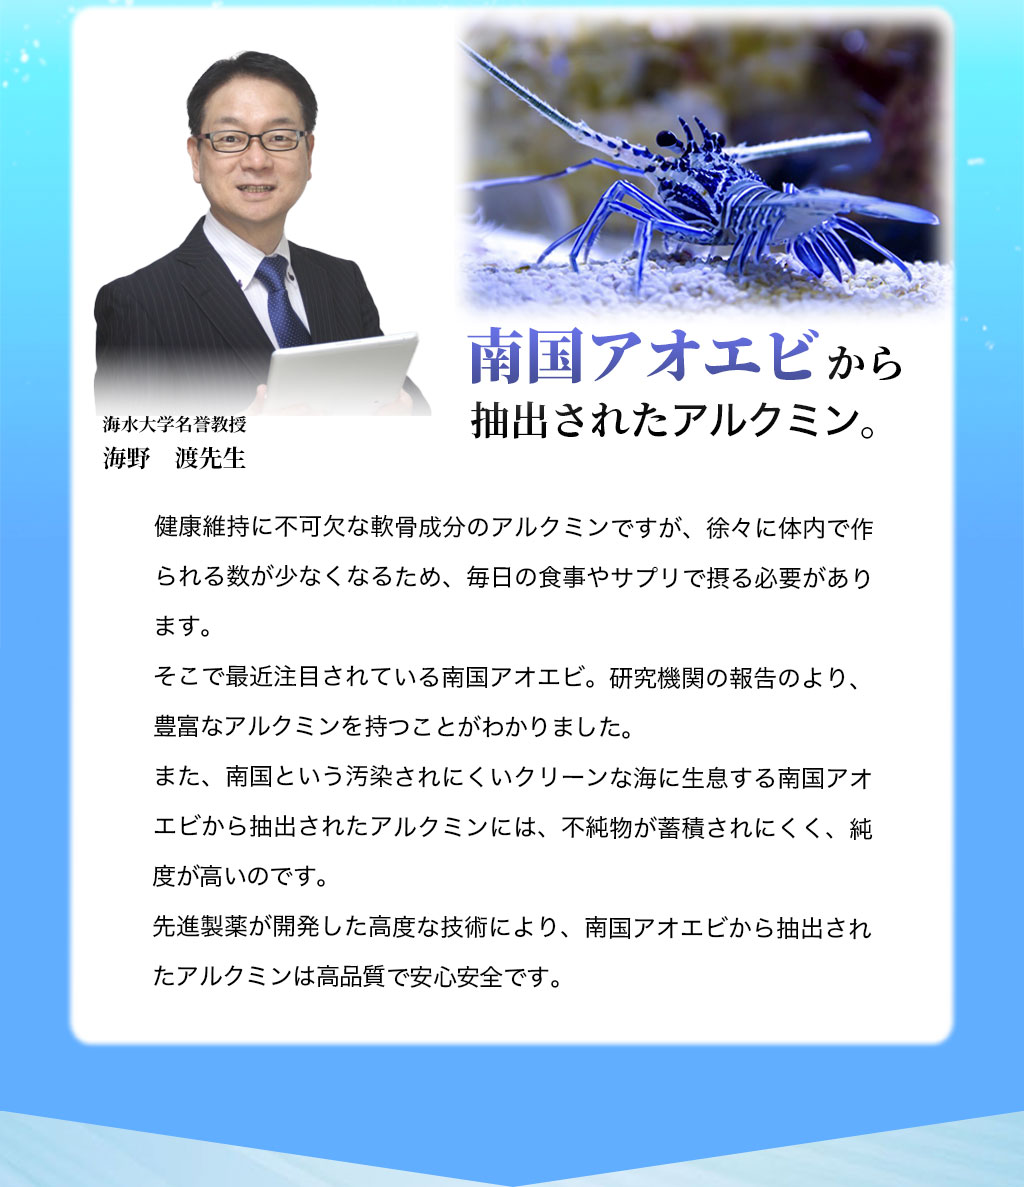 南国アオエビから
抽出されたアルクミン。
海水大学名誉教授
海野　渡先生
健康維持に不可欠な軟骨成分のアルクミンですが、徐々に体内で作
られる数が少なくなるため、毎日の食事やサプリで摂る必要があり
ます。
そこで最近注目されている南国アオエビ。研究機関の報告のより、
豊富なアルクミンを持つことがわかりました。
また、南国という汚染されにくいクリーンな海に生息する南国アオ
エビから抽出されたアルクミンには、不純物が蓄積されにくく、純
度が高いのです。
先進製薬が開発した高度な技術により、南国アオエビから抽出され
たアルクミンは高品質で安心安全です。